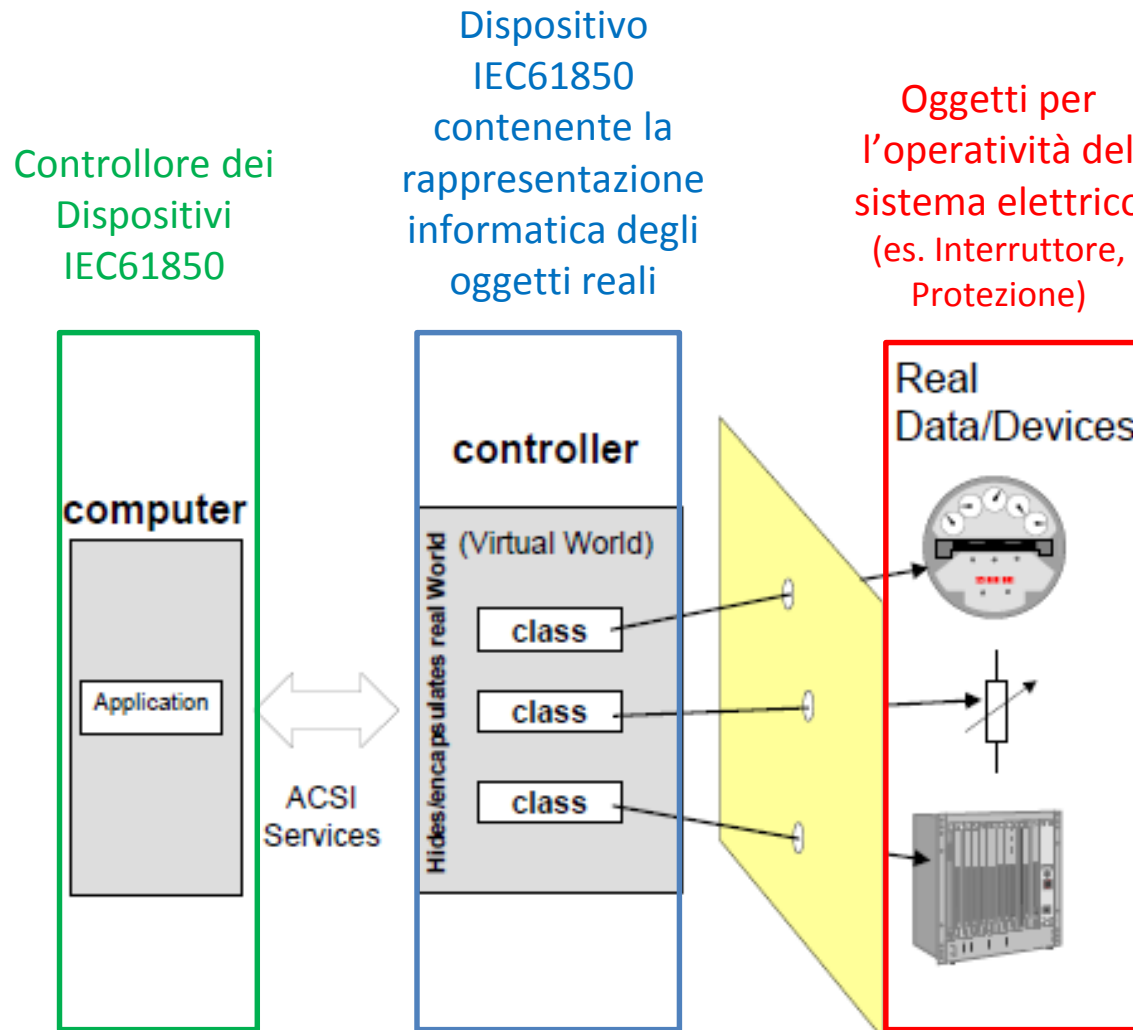 Controllore dei
Dispositivi
IEC61850
Dispositivo
IEC61850
contenente la
rappresentazione
informatica degli
oggetti reali
Oggetti per
l’operatività del
sistema elettrico
(es. Interruttore,
Protezione)
computer
Application
ACSI
Services
controller
Hides/encapsulates real World
(Virtual World)
class
class
class
Real
Data/Devices